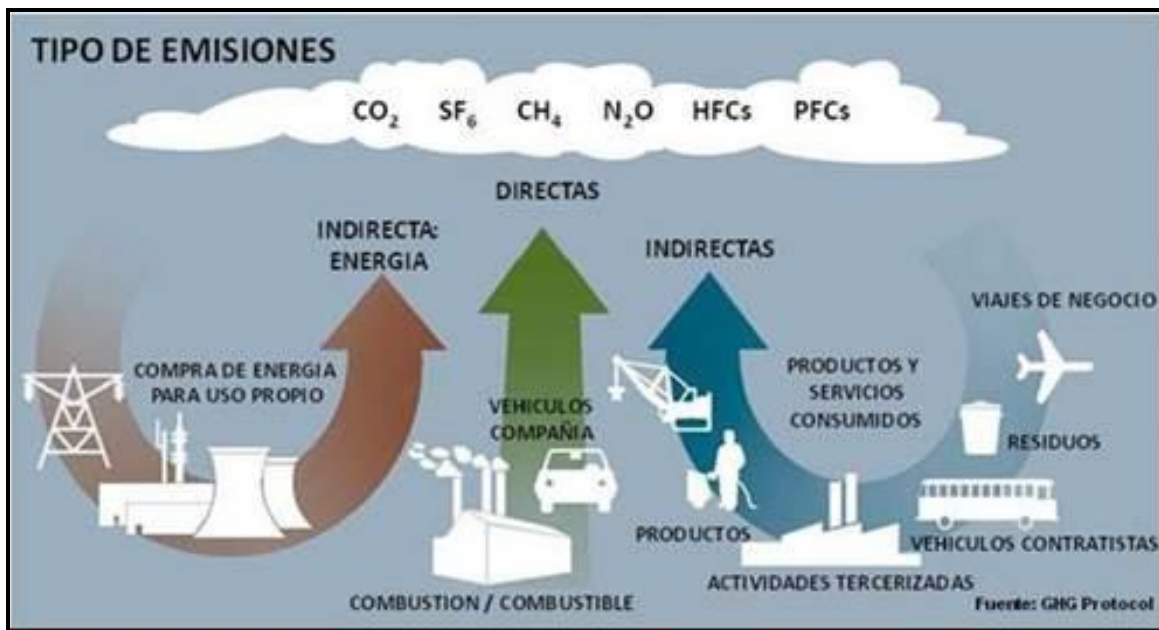 TIPO DE EMISIONES
CO₂ SF₆ CH₄ N₂O HFCs PFCs
DIRECTAS
INDIRECTA:
ENERGIA
INDIRECTAS
VIAJES DE NEGOCIO
COMPRA DE ENERGIA
PARA USO PROPIO
PRODUCTOS Y
SERVICIOS
CONSUMIDOS
VEHICULOS
COMPAÑIA
RESIDUOS
PRODUCTOS
VEHICULOS CONTRATISTAS
ACTIVIDADES TERCERIZADAS
COMBUSTION / COMBUSTIBLE
Fuente: GHG Protocol